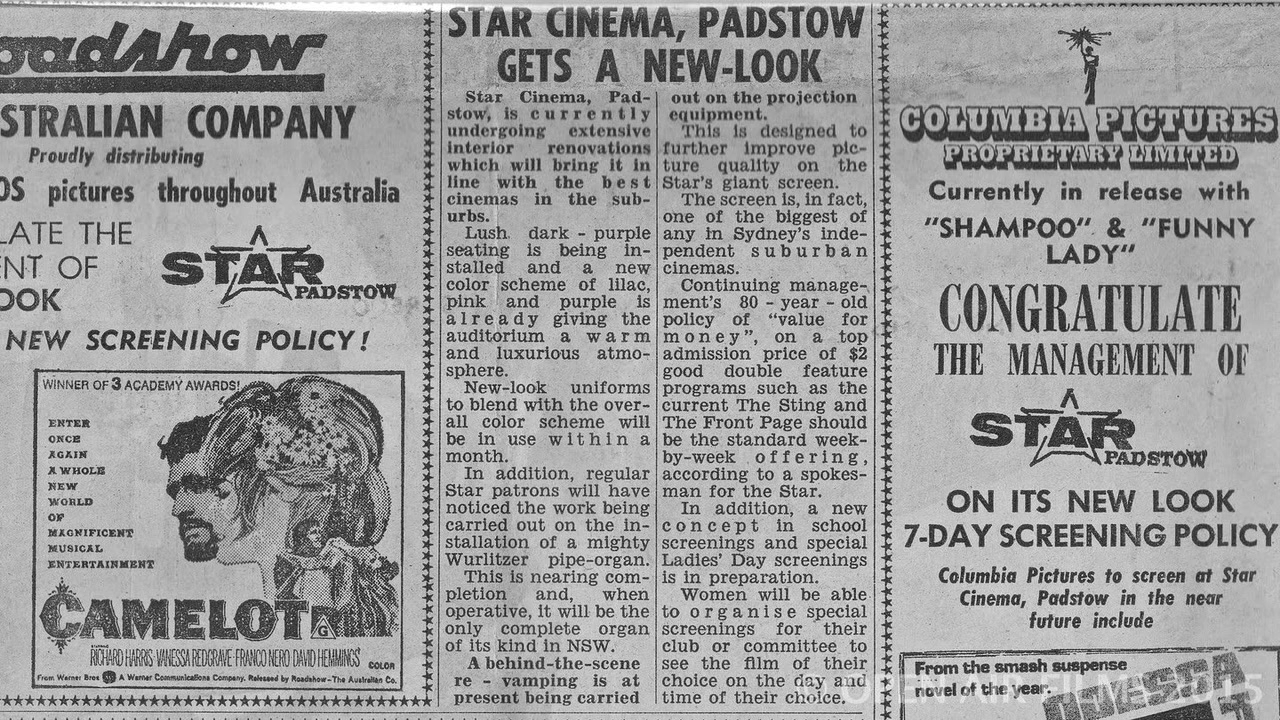 oadshow
STRALIAN COMPANY
Proudly distributing
OS pictures throughout Australia
LATE THE
ENT OF
OOK
STAR
PADSTOW
NEW SCREENING POLICY!
WINNER OF 3 ACADEMY AWARDS!
ENTER
ONCE
AGAIN
A WHOLE
NEW
WORLD
OF
MAGNIFICENT
MUSICAL
ENTERTAINMENT
CAMELOT
G
RICHARD HARRIS · VANESSA REDGRAVE · FRANCO NERO · DAVID HEMMINGS
COLOR
From Warner Bros A Warner Communications Company. Released by Roadshow-The Australian Co.
STAR CINEMA, PADSTOW
GETS A NEW-LOOK
Star Cinema, Pad-
stow, is currently
undergoing extensive
interior renovations
which will bring it in
line with the best
cinemas in the sub-
urbs.
Lush dark - purple
seating is being in-
stalled and a new
color scheme of lilac,
pink and purple is
already giving the
auditorium a warm
and luxurious atmo-
sphere.
New-look uniforms
to blend with the over-
all color scheme will
be in use within a
month.
In addition, regular
Star patrons will have
noticed the work being
carried out on the in-
stallation of a mighty
Wurlitzer pipe-organ.
This is nearing com-
pletion and, when
operative, it will be the
only complete organ
of its kind in NSW.
A behind-the-scene
re - vamping is at
present being carried
out on the projection
equipment.
This is designed to
further improve pic-
ture quality on the
Star's giant screen.
The screen is, in fact,
one of the biggest of
any in Sydney's inde-
pendent suburban
cinemas.
Continuing manage-
ment's 80 - year - old
policy of "value for
money", on a top
admission price of $2
good double feature
programs such as the
current The Sting and
The Front Page should
be the standard week-
by-week offering,
according to a spokes-
man for the Star.
In addition, a new
concept in school
screenings and special
Ladies' Day screenings
is in preparation.
Women will be able
to organise special
screenings for their
club or committee to
see the film of their
choice on the day and
time of their choice.
COLUMBIA PICTURES
PROPRIETARY LIMITED
Currently in release with
"SHAMPOO" & "FUNNY
LADY"
CONGRATULATE
THE MANAGEMENT OF
STAR
PADSTOW
ON ITS NEW LOOK
7-DAY SCREENING POLICY
Columbia Pictures to screen at Star
Cinema, Padstow in the near
future include
From the smash suspense
novel of the year.
ODESSA